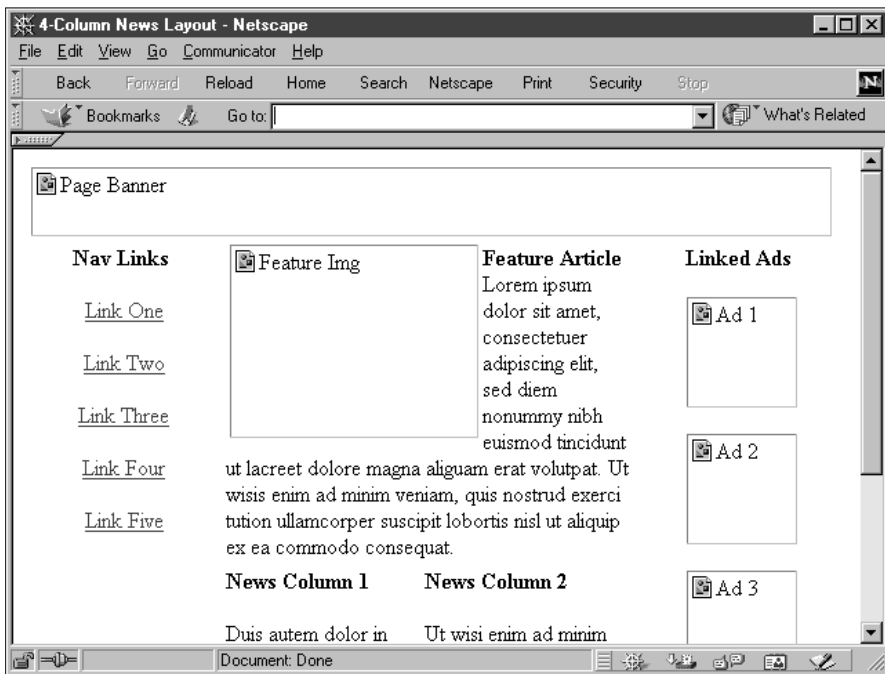 4-Column News Layout - Netscape
File Edit View Go Communicator Help
Back Forward Reload Home Search Netscape Print Security Stop
N
Bookmarks Go to: What's Related
Page Banner
Nav Links
Link One
Link Two
Link Three
Link Four
Link Five
Feature Img
Feature Article
Lorem ipsum
dolor sit amet,
consectetuer
adipiscing elit,
sed diem
nonummy nibh
euismod tincidunt
ut lacreet dolore magna aliguam erat volutpat. Ut
wisis enim ad minim veniam, quis nostrud exerci
tution ullamcorper suscipit lobortis nisl ut aliquip
ex ea commodo consequat.
News Column 1
Duis autem dolor in
News Column 2
Ut wisi enim ad minim
Linked Ads
Ad 1
Ad 2
Ad 3
Document: Done